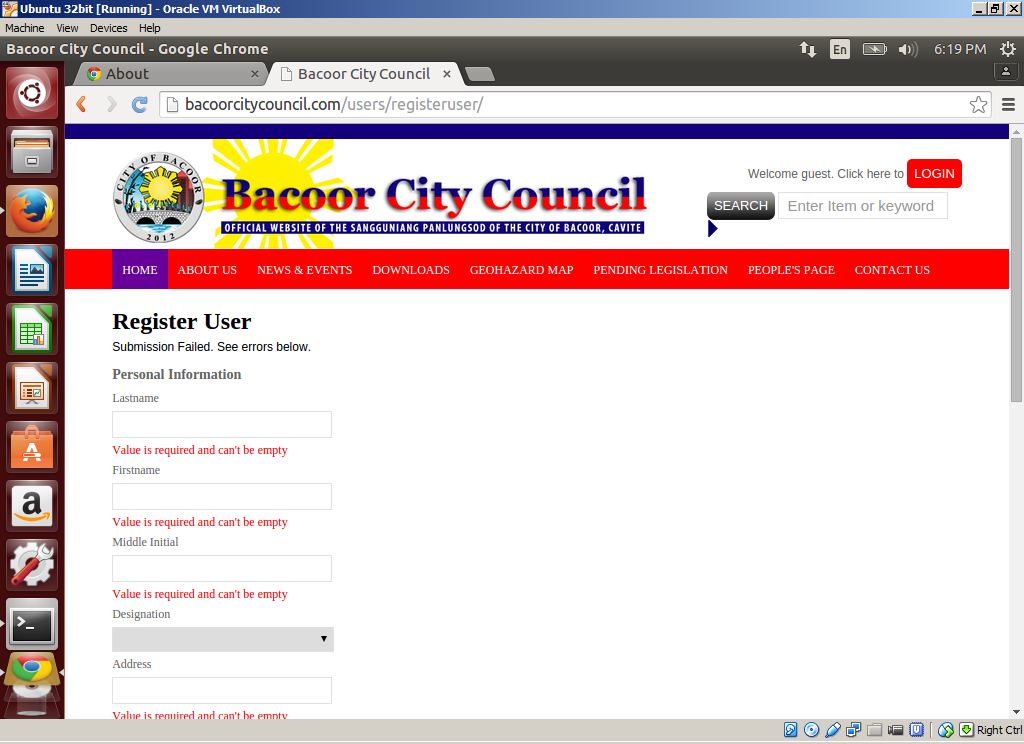 Ubuntu 32bit [Running] - Oracle VM VirtualBox
Machine View Devices Help
Bacoor City Council - Google Chrome En 6:19 PM
About Bacoor City Council
bacoorcitycouncil.com/users/registeruser/
CITY OF BACOOR
2012
Bacoor City Council
OFFICIAL WEBSITE OF THE SANGGUNIANG PANLUNGSOD OF THE CITY OF BACOOR, CAVITE
Welcome guest. Click here to LOGIN
SEARCH Enter Item or keyword
HOME ABOUT US NEWS & EVENTS DOWNLOADS GEOHAZARD MAP PENDING LEGISLATION PEOPLE'S PAGE CONTACT US
Register User
Submission Failed. See errors below.
Personal Information
Lastname
Value is required and can't be empty
Firstname
Value is required and can't be empty
Middle Initial
Value is required and can't be empty
Designation
Address
Value is required and can't be empty
Right Ctrl